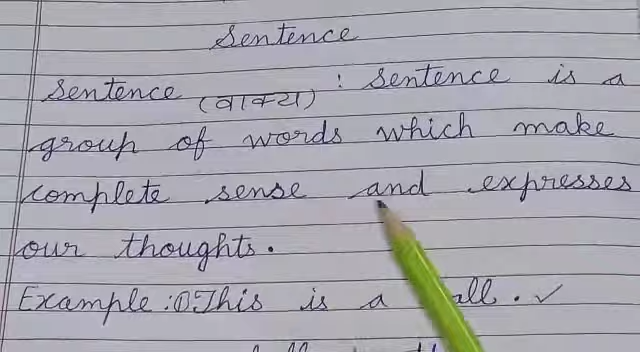 Sentence
Sentence (वाक्य) : Sentence is a
group of words which make
complete sense and expresses
our thoughts.
Example :① This is a all. ✓